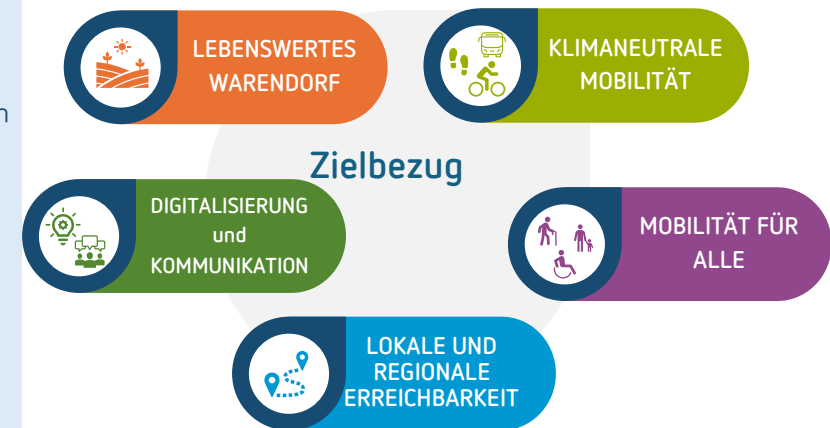 LEBENSWERTES
WARENDORF
KLIMANEUTRALE
MOBILITÄT
n
Zielbezug
DIGITALISIERUNG
und
KOMMUNIKATION
MOBILITÄT FÜR
ALLE
LOKALE UND
REGIONALE
ERREICHBARKEIT